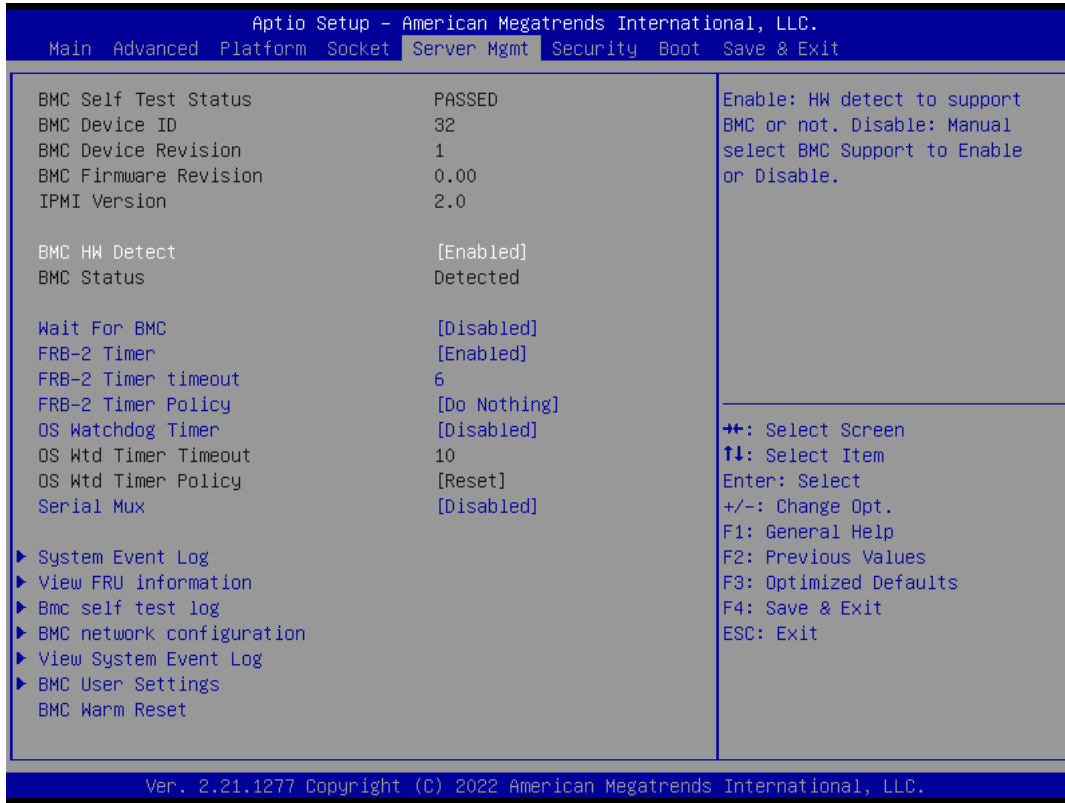 Aptio Setup – American Megatrends International, LLC.
Main Advanced Platform Socket Server Mgmt Security Boot Save & Exit
BMC Self Test Status PASSED
BMC Device ID 32
BMC Device Revision 1
BMC Firmware Revision 0.00
IPMI Version 2.0
BMC HW Detect [Enabled]
BMC Status Detected
Wait For BMC [Disabled]
FRB-2 Timer [Enabled]
FRB-2 Timer timeout 6
FRB-2 Timer Policy [Do Nothing]
OS Watchdog Timer [Disabled]
OS Wtd Timer Timeout 10
OS Wtd Timer Policy [Reset]
Serial Mux [Disabled]
System Event Log
View FRU information
Bmc self test log
BMC network configuration
View System Event Log
BMC User Settings
BMC Warm Reset
Enable: HW detect to support
BMC or not. Disable: Manual
select BMC Support to Enable
or Disable.
→←: Select Screen
↑↓: Select Item
Enter: Select
+/-: Change Opt.
F1: General Help
F2: Previous Values
F3: Optimized Defaults
F4: Save & Exit
ESC: Exit
Ver. 2.21.1277 Copyright (C) 2022 American Megatrends International, LLC.